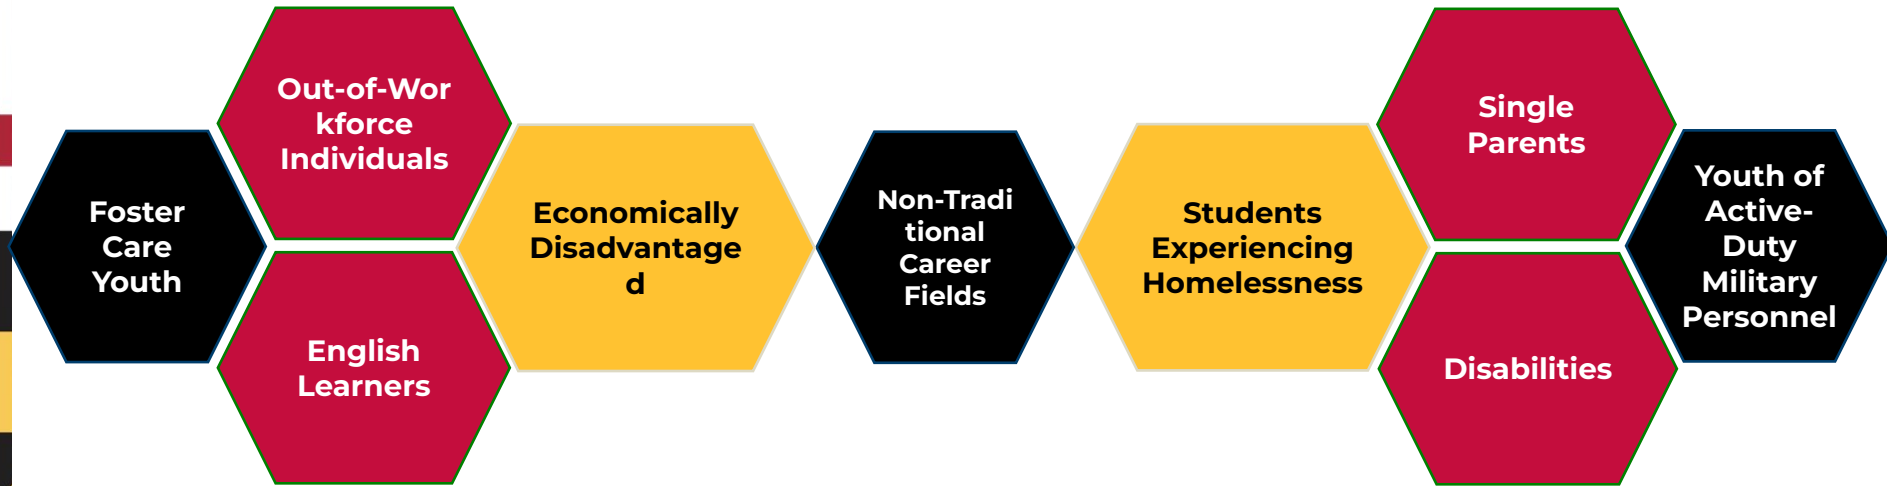 Foster
Care
Youth
Out-of-Wor
kforce
Individuals
English
Learners
Economically
Disadvantage
d
Non-Tradi
tional
Career
Fields
Students
Experiencing
Homelessness
Single
Parents
Disabilities
Youth of
Active-
Duty
Military
Personnel